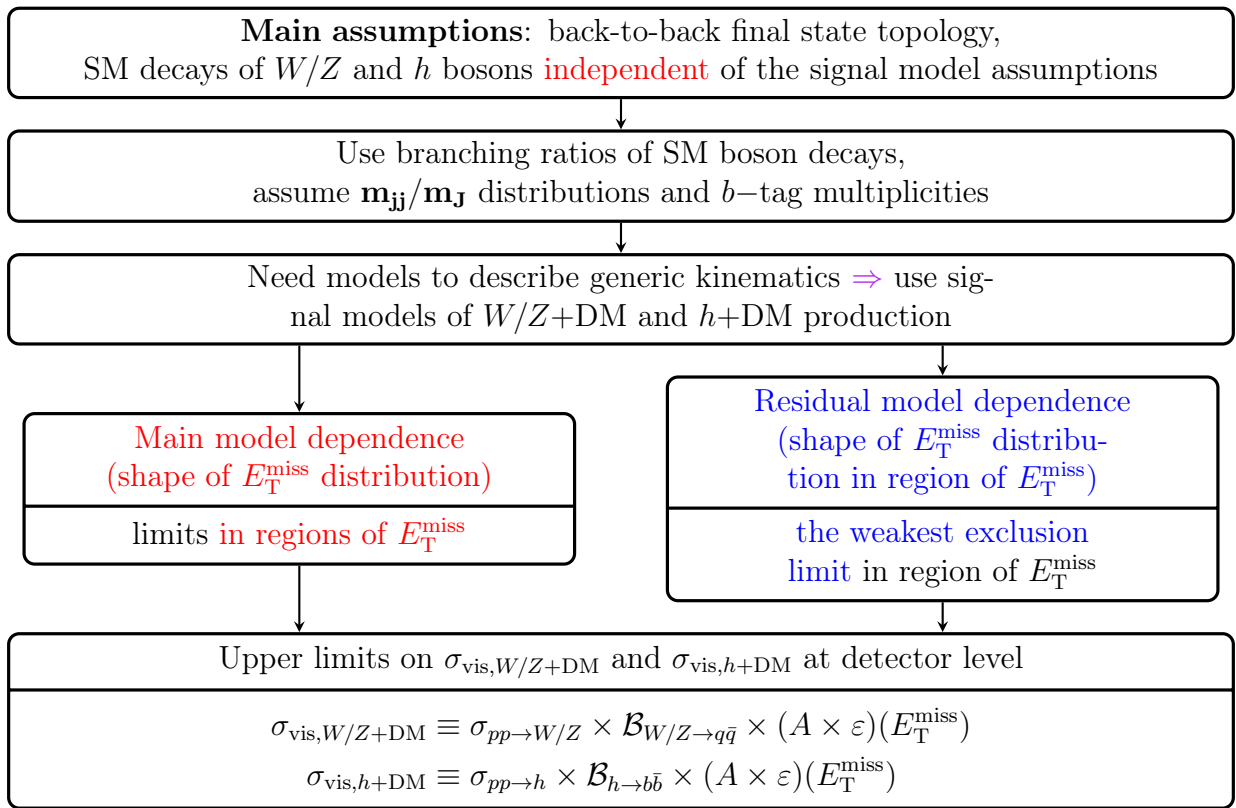 Main assumptions: back-to-back final state topology,
SM decays of W/Z and h bosons independent of the signal model assumptions
Use branching ratios of SM boson decays,
assume m_jj/m_J distributions and b−tag multiplicities
Need models to describe generic kinematics ⇒ use sig-
nal models of W/Z+DM and h+DM production
Main model dependence
(shape of E_T^miss distribution)
limits in regions of E_T^miss
Residual model dependence
(shape of E_T^miss distribu-
tion in region of E_T^miss)
the weakest exclusion
limit in region of E_T^miss
Upper limits on σ_vis,W/Z+DM and σ_vis,h+DM at detector level
σ_vis,W/Z+DM ≡ σ_pp→W/Z × B_W/Z→qq̄ × (A × ε)(E_T^miss)
σ_vis,h+DM ≡ σ_pp→h × B_h→bb̄ × (A × ε)(E_T^miss)